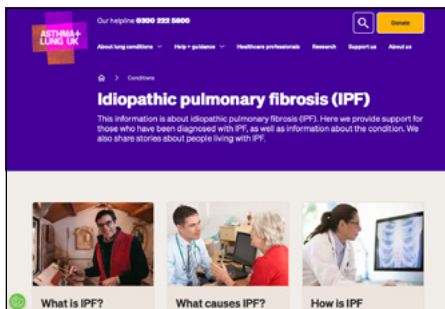 ASTHMA+
LUNG UK
Our helpline 0300 222 5800
Donate
About lung conditions
Help + guidance
Healthcare professionals
Research
Support us
About us
Conditions
Idiopathic pulmonary fibrosis (IPF)
This information is about idiopathic pulmonary fibrosis (IPF). Here we provide support for
those who have been diagnosed with IPF, as well as information about the condition. We
also share stories about people living with IPF.
What is IPF?
What causes IPF?
How is IPF